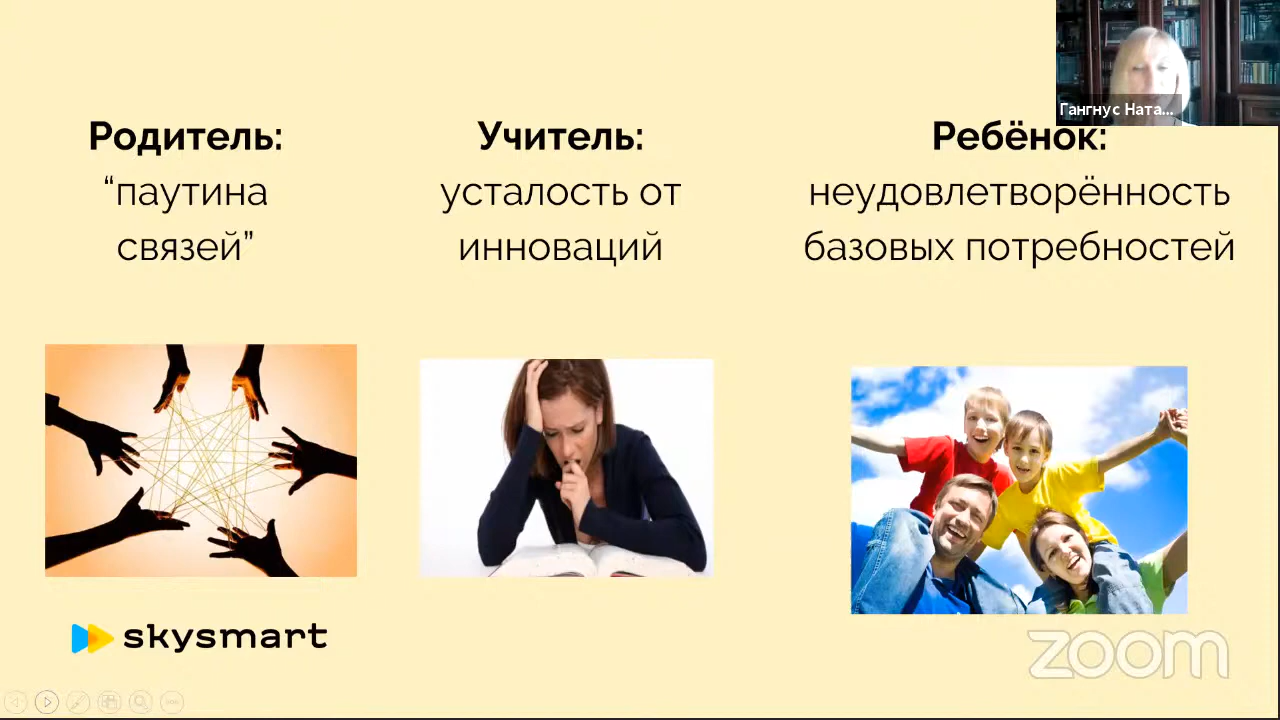 Гангнус Ната...
Родитель:
“паутина
связей”
Учитель:
усталость от
инноваций
Ребёнок:
неудовлетворённость
базовых потребностей
skysmart
zoom